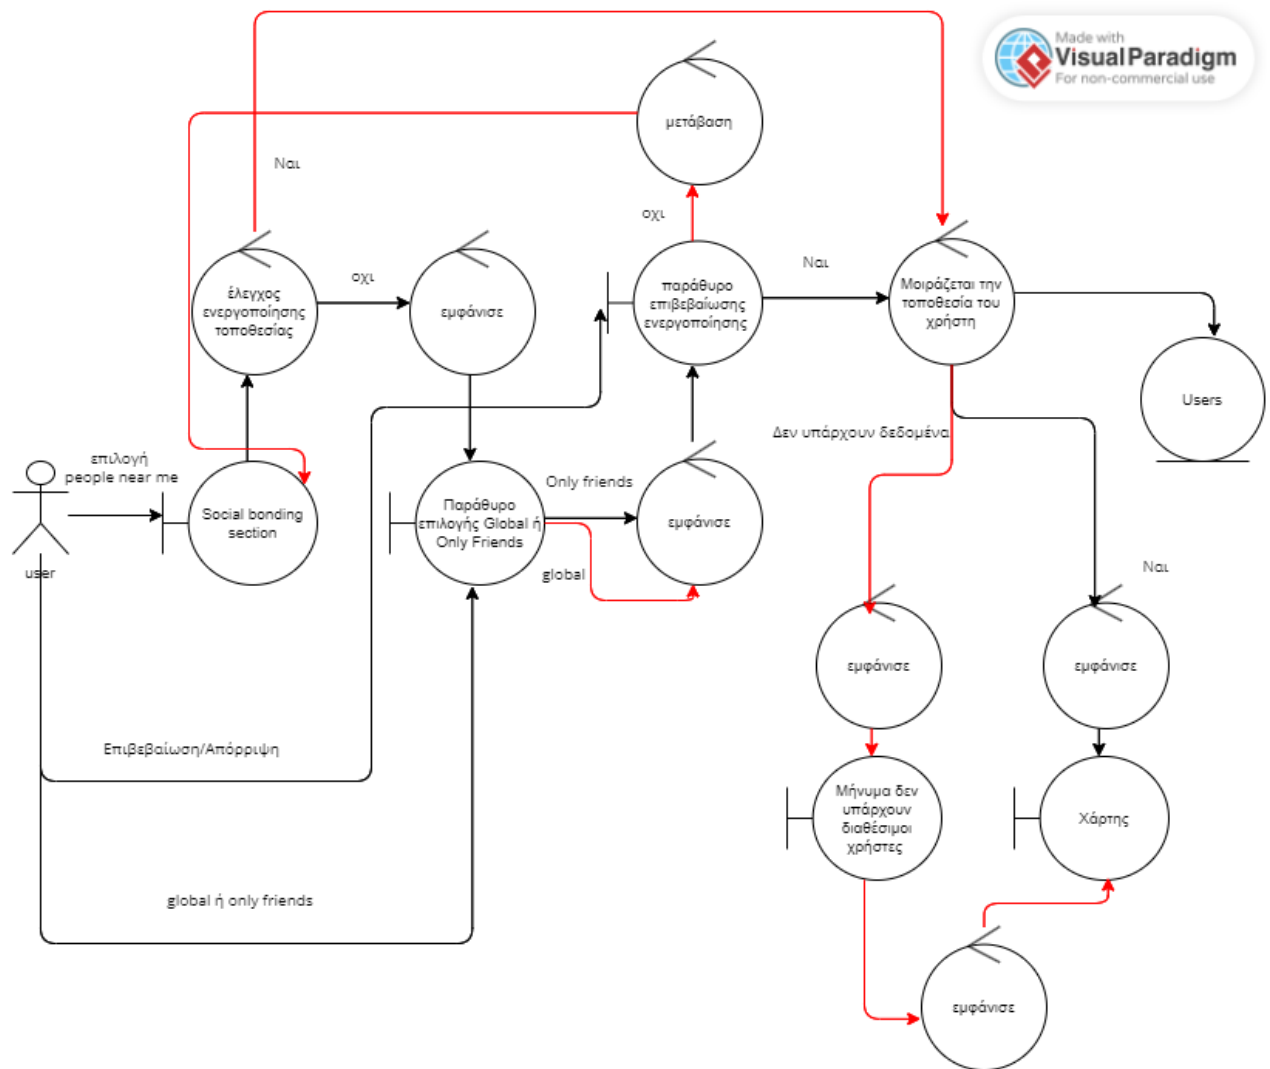 Made with
Visual Paradigm
For non-commercial use
μετάβαση
Ναι
οχι
οχι
Ναι
έλεγχος
ενεργοποίησης
τοποθεσίας
εμφάνισε
παράθυρο
επιβεβαίωσης
ενεργοποίησης
Μοιράζεται την
τοποθεσία του
χρήστη
Users
Δεν υπάρχουν δεδομένα
επιλογή
people near me
user
Social bonding
section
Παράθυρο
επιλογής Global ή
Only Friends
Only friends
global
εμφάνισε
Ναι
εμφάνισε
εμφάνισε
Επιβεβαίωση/Απόρριψη
Μήνυμα δεν
υπάρχουν
διαθέσιμοι
χρήστες
Χάρτης
global ή only friends
εμφάνισε